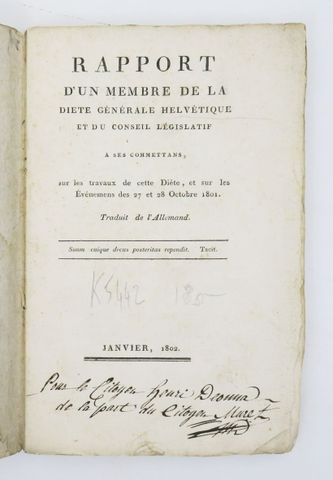 RAPPORT
D'UN MEMBRE DE LA
DIETE GÉNÉRALE HELVÉTIQUE
ET DU CONSEIL LÉGISLATIF
A SES COMMETTANS,
sur les travaux de cette Diète, et sur les
Évènemens des 27 et 28 Octobre 1801.
Traduit de l'Allemand.
Suum cuique decus posteritas rependit. Tacit.
JANVIER, 1802.
Pour le Citoyen Henri
de la part du Citoyen Muret